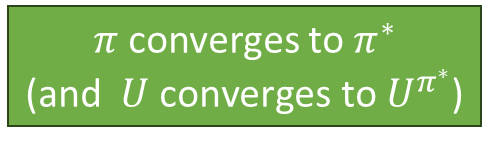 π converges to π*
(and U converges to U^π*)